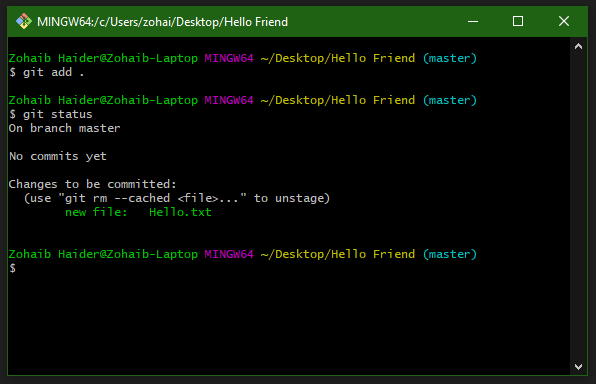 MINGW64:/c/Users/zohai/Desktop/Hello Friend
Zohaib Haider@Zohaib-Laptop MINGW64 ~/Desktop/Hello Friend (master)
$ git add .
Zohaib Haider@Zohaib-Laptop MINGW64 ~/Desktop/Hello Friend (master)
$ git status
On branch master
No commits yet
Changes to be committed:
  (use "git rm --cached <file>..." to unstage)
        new file:   Hello.txt
Zohaib Haider@Zohaib-Laptop MINGW64 ~/Desktop/Hello Friend (master)
$